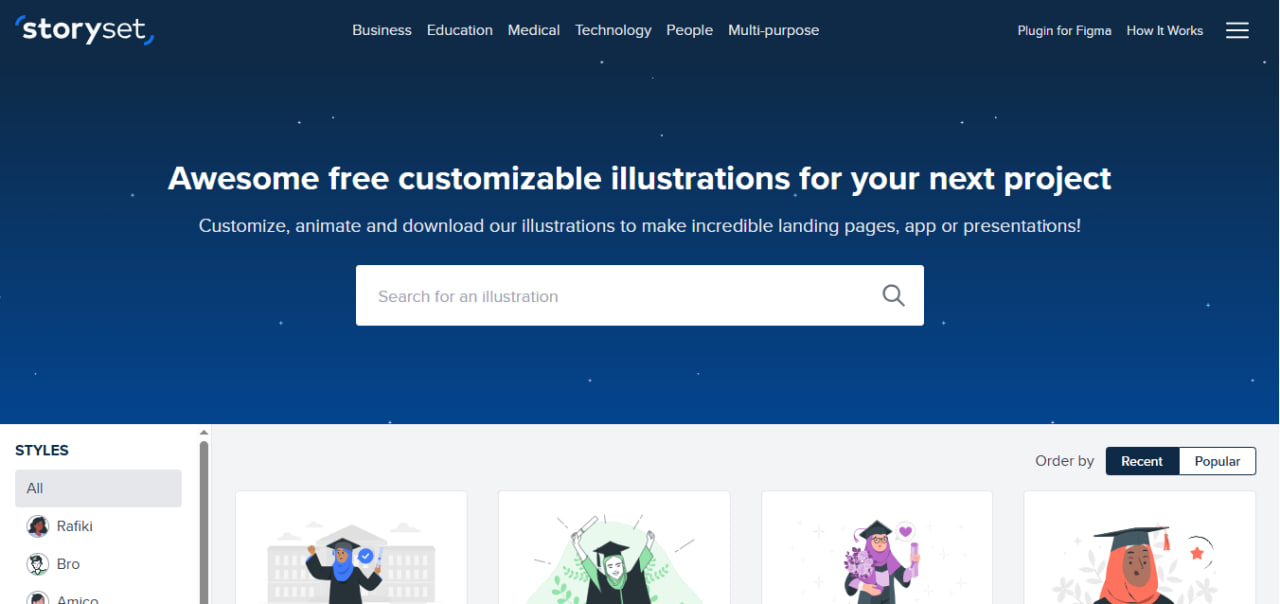 storyset
Business Education Medical Technology People Multi-purpose
Plugin for Figma How It Works
Awesome free customizable illustrations for your next project
Customize, animate and download our illustrations to make incredible landing pages, app or presentations!
Search for an illustration
STYLES
All
Rafiki
Bro
Amico
Order by Recent Popular